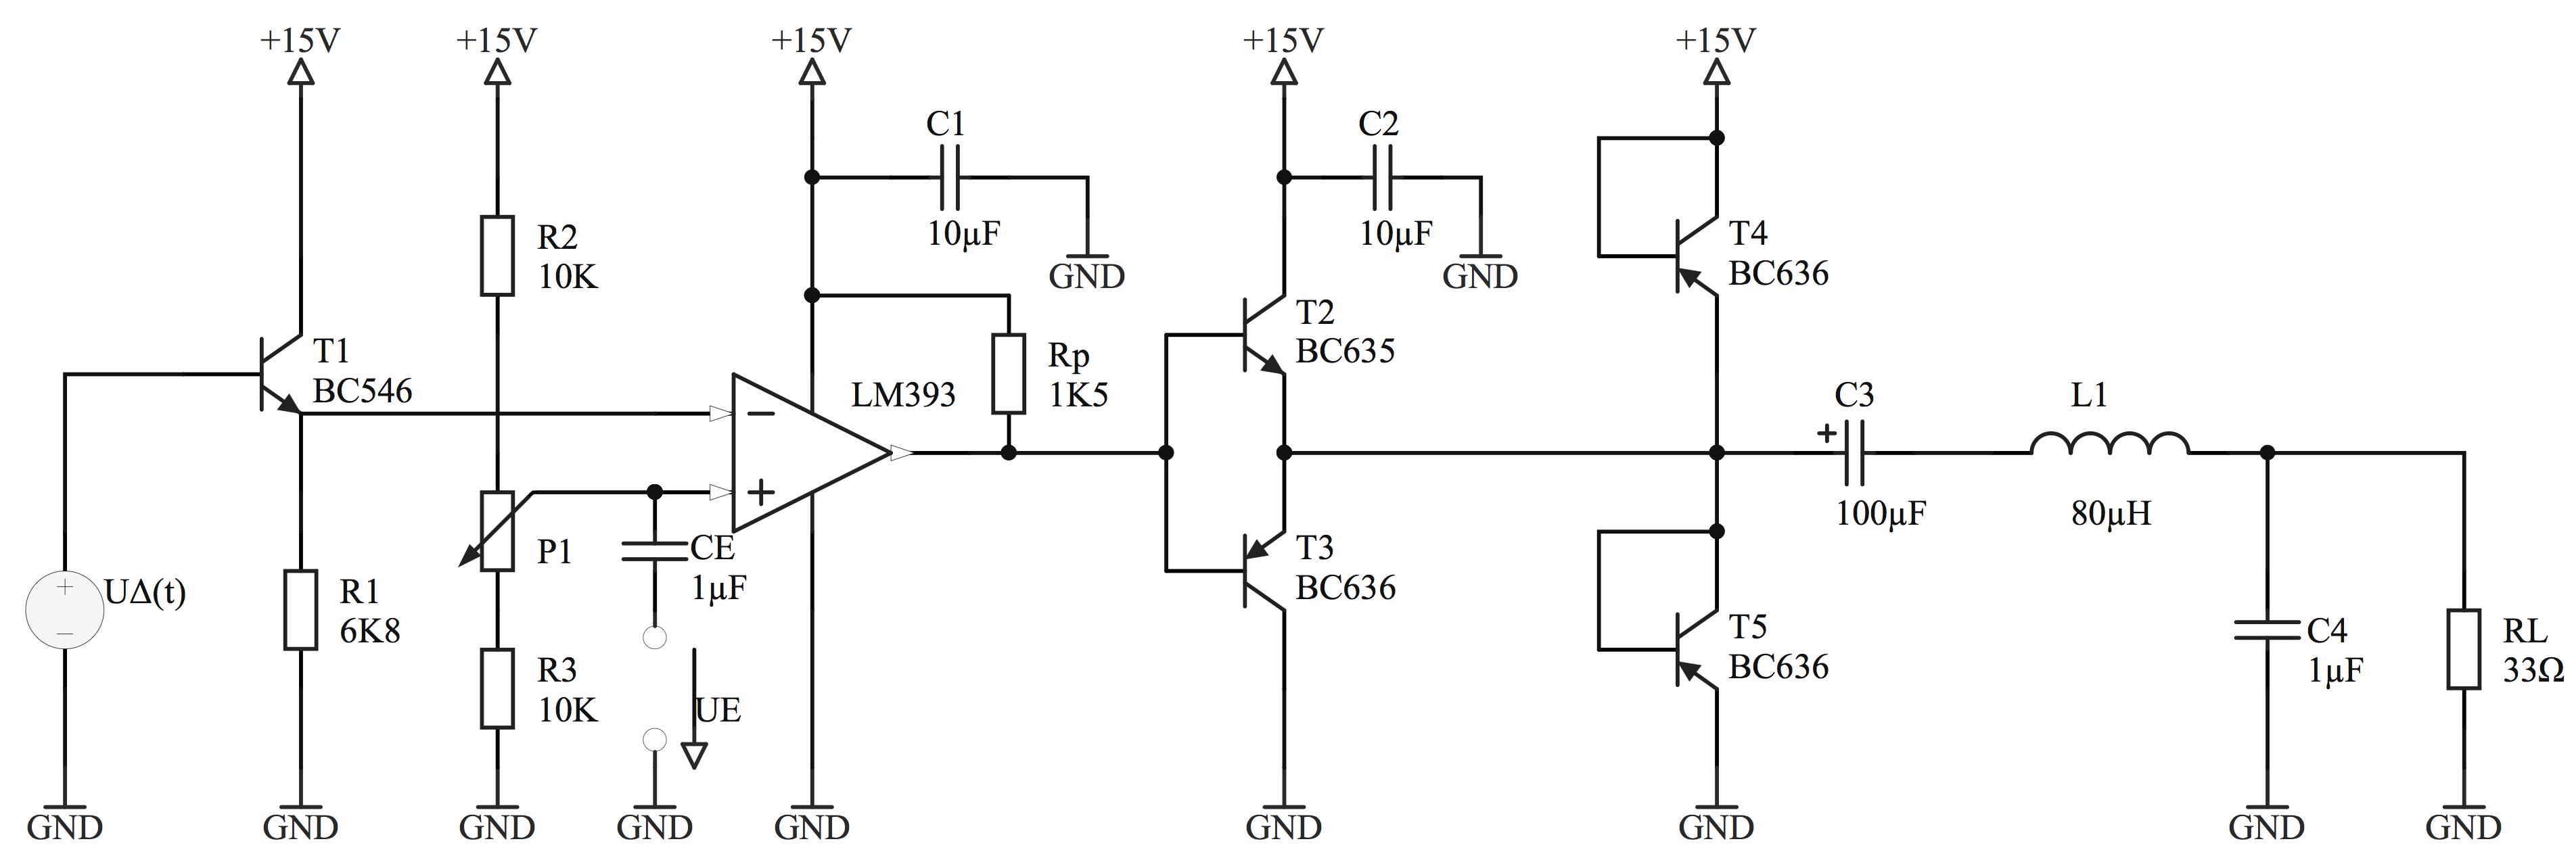 +15V
+15V
+15V
+15V
+15V
C1
10µF
GND
C2
10µF
GND
R2
10K
T4
BC636
T1
BC546
LM393
Rp
1K5
T2
BC635
C3
+
100µF
L1
80µH
P1
CE
1µF
T3
BC636
UΔ(t)
R1
6K8
R3
10K
UE
T5
BC636
C4
1µF
RL
33Ω
GND
GND
GND
GND
GND
GND
GND
GND
GND